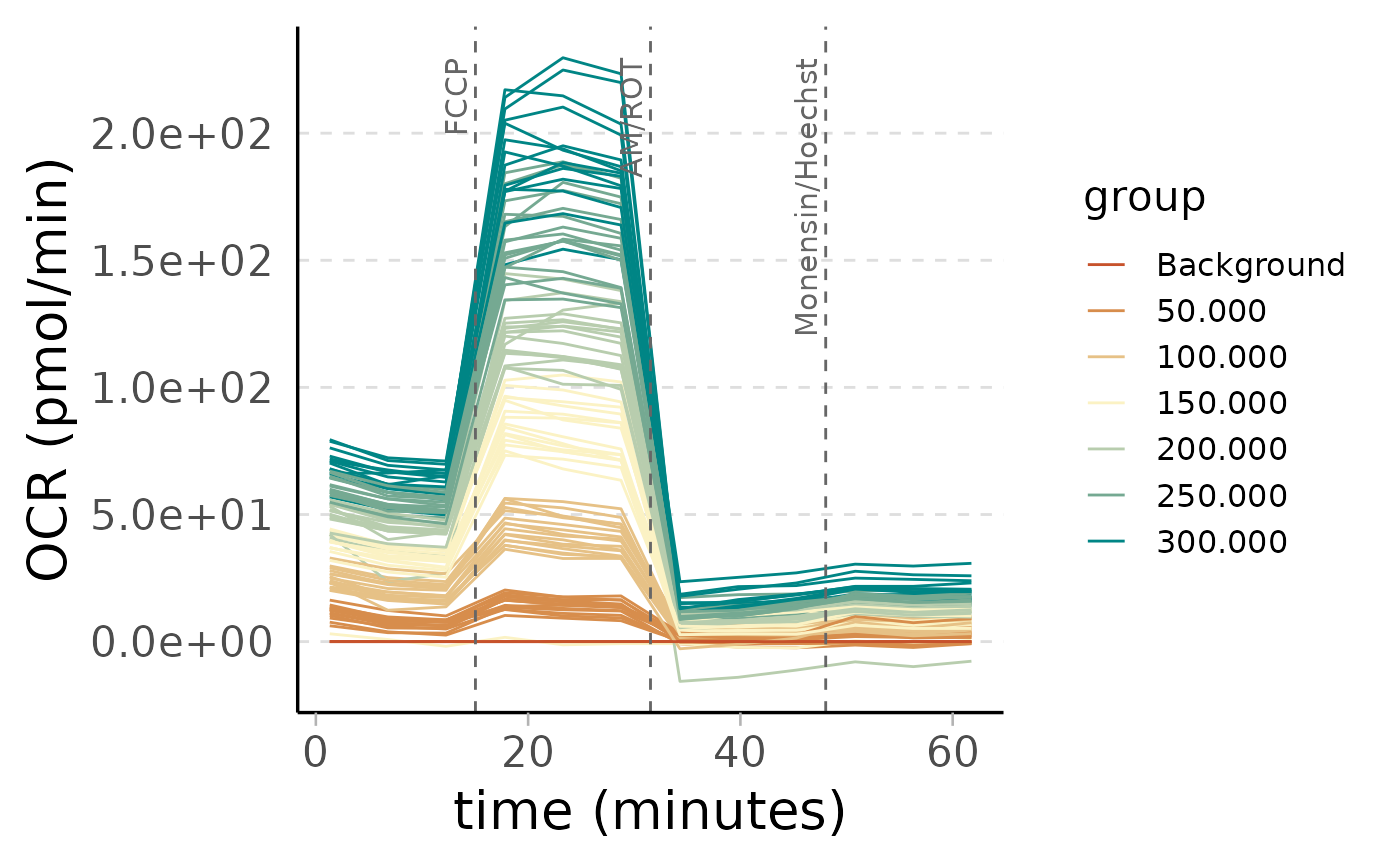 FCCP
AM/ROT
Monensin/Hoechst
2.0e+02
1.5e+02
1.0e+02
5.0e+01
0.0e+00
OCR (pmol/min)
0
20
40
60
time (minutes)
group
Background
50.000
100.000
150.000
200.000
250.000
300.000